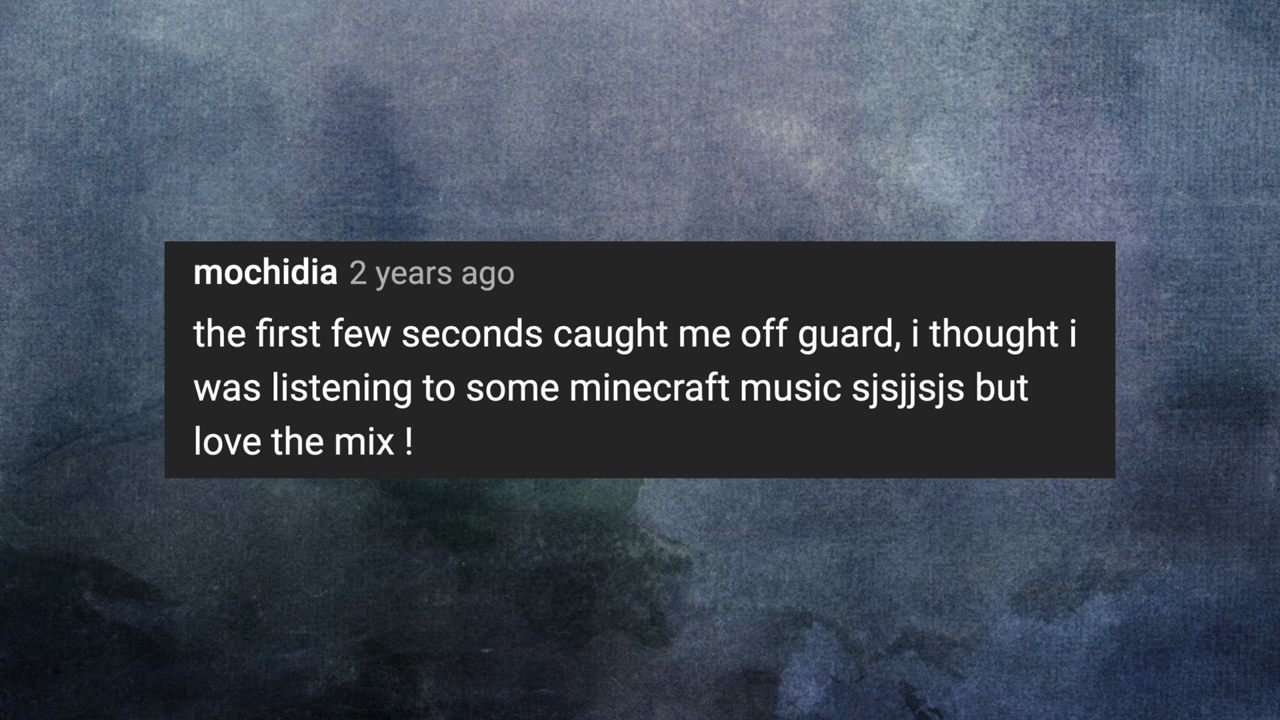 mochidia 2 years ago
the first few seconds caught me off guard, i thought i
was listening to some minecraft music sjsjjsjs but
love the mix !